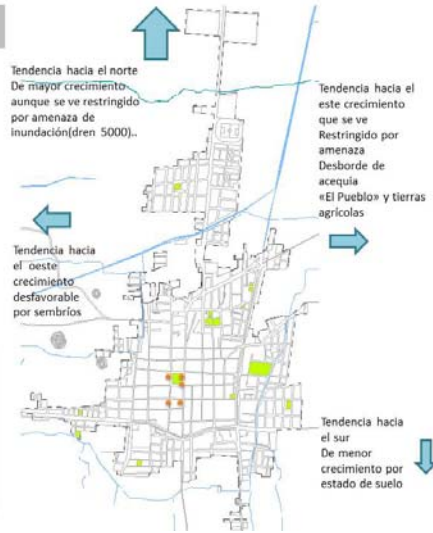 Tendencia hacia el norte
De mayor crecimiento
aunque se ve restringido
por amenaza de
inundación(dren 5000)..
Tendencia hacia el
este crecimiento
que se ve
Restringido por
amenaza
Desborde de
acequia
«El Pueblo» y tierras
agrícolas
Tendencia hacia
el oeste
crecimiento
desfavorable
por sembríos
Tendencia hacia
el sur
De menor
crecimiento por
estado de suelo